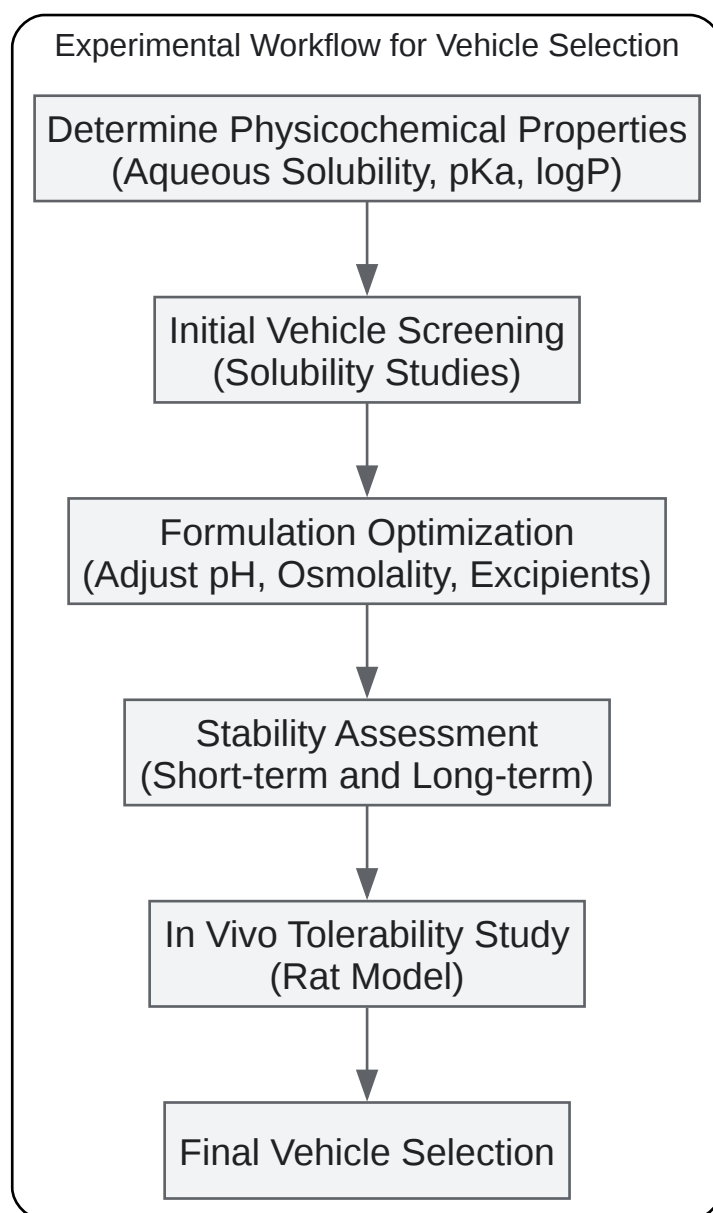 Experimental Workflow for Vehicle Selection
Determine Physicochemical Properties
(Aqueous Solubility, pKa, logP)
Initial Vehicle Screening
(Solubility Studies)
Formulation Optimization
(Adjust pH, Osmolality, Excipients)
Stability Assessment
(Short-term and Long-term)
In Vivo Tolerability Study
(Rat Model)
Final Vehicle Selection